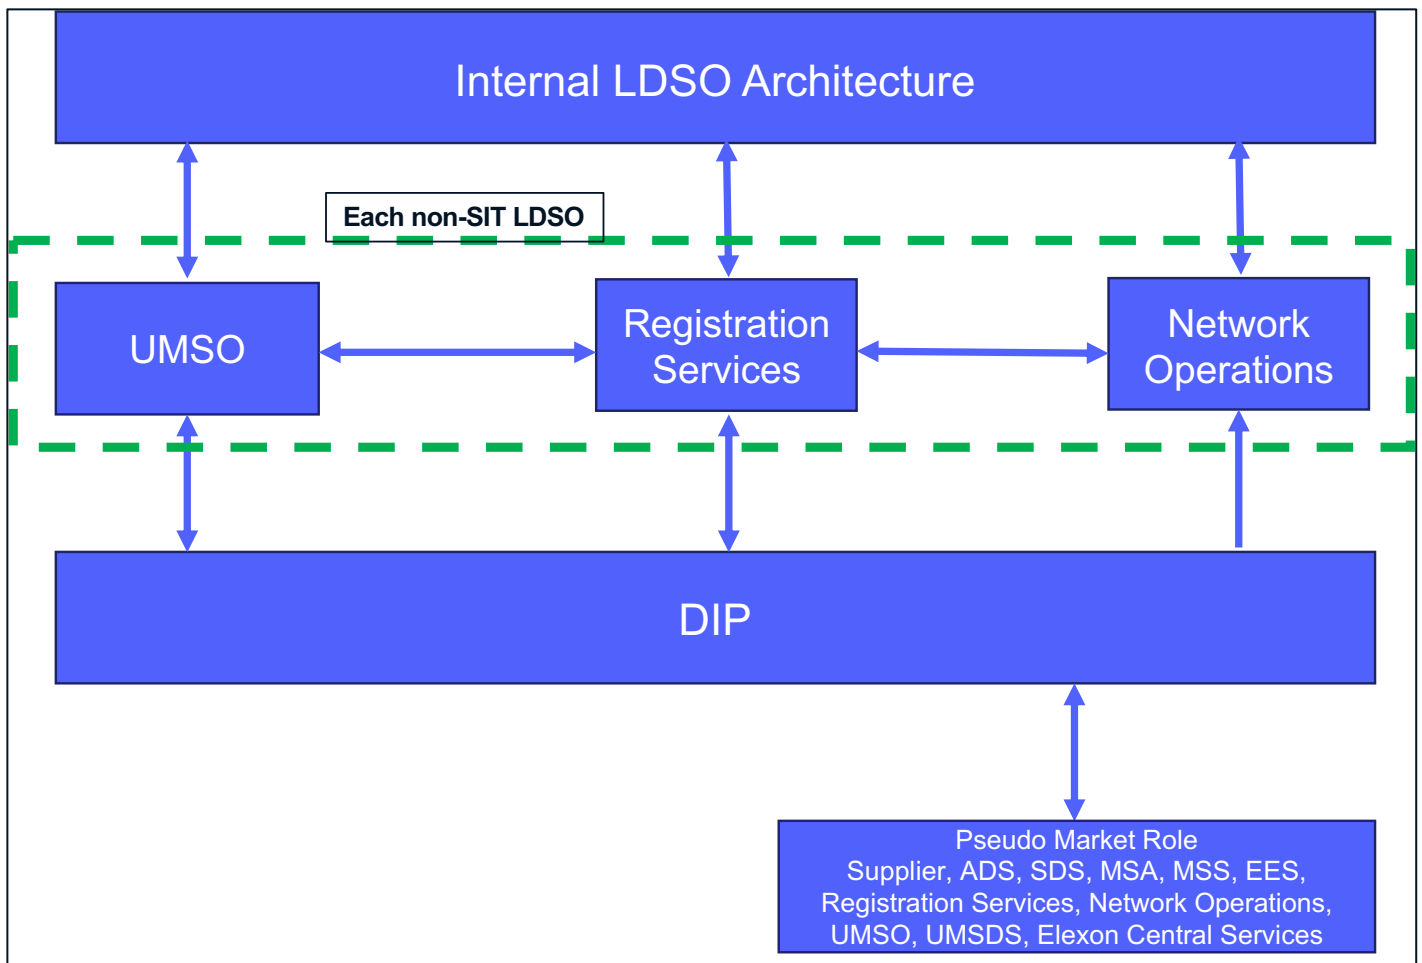 Internal LDSO Architecture
Each non-SIT LDSO
UMSO
Registration
Services
Network
Operations
DIP
Pseudo Market Role
Supplier, ADS, SDS, MSA, MSS, EES,
Registration Services, Network Operations,
UMSO, UMSDS, Elexon Central Services